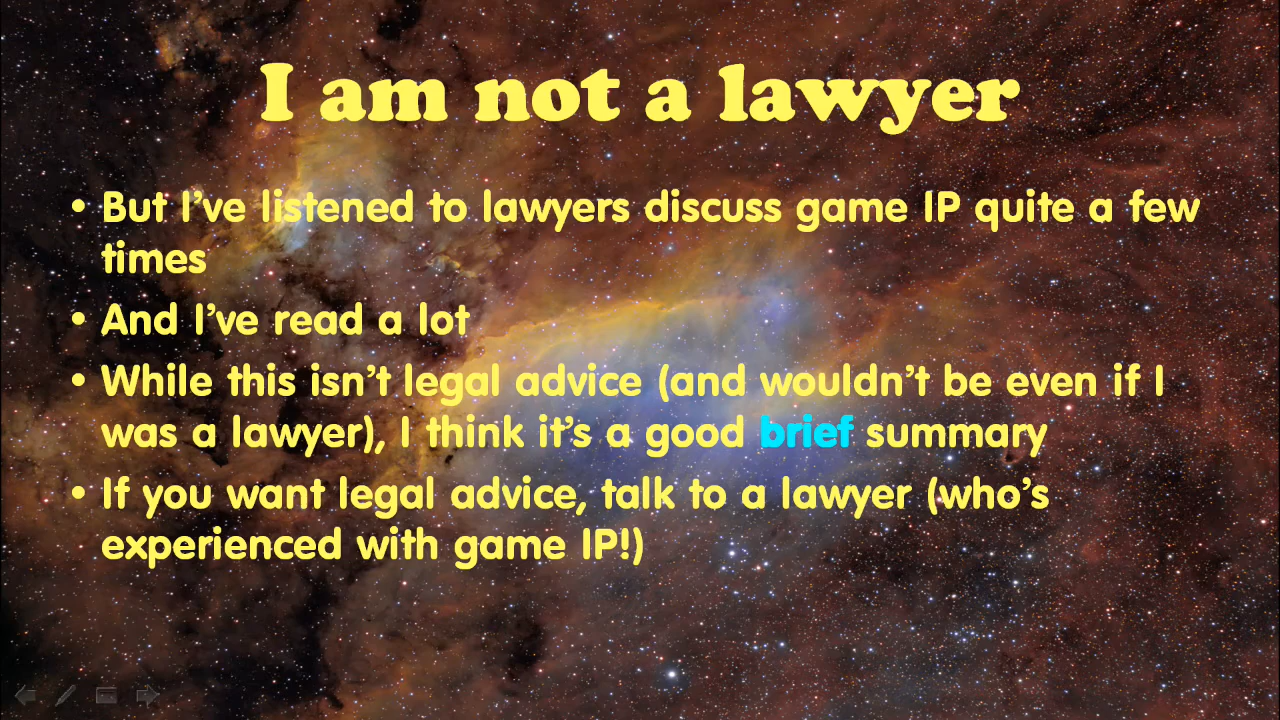 I am not a lawyer
• But I’ve listened to lawyers discuss game IP quite a few
times
• And I’ve read a lot
• While this isn’t legal advice (and wouldn’t be even if I
was a lawyer), I think it’s a good brief summary
• If you want legal advice, talk to a lawyer (who’s
experienced with game IP!)